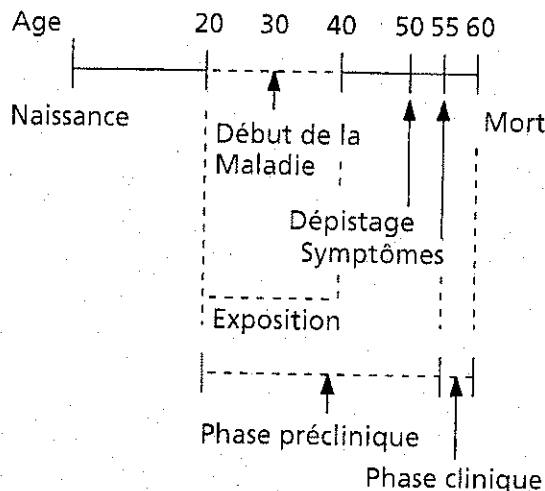 Age 20 30 40 50 55 60
Naissance
Début de la
Maladie
Mort
Dépistage
Symptômes
Exposition
Phase préclinique
Phase clinique